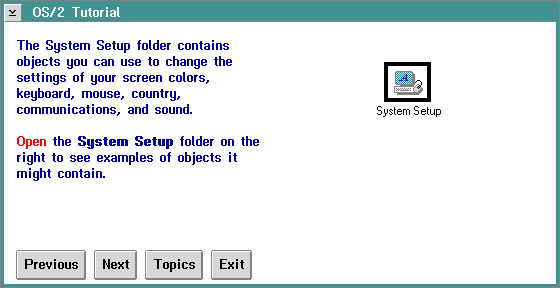 OS/2 Tutorial
The System Setup folder contains
objects you can use to change the
settings of your screen colors,
keyboard, mouse, country,
communications, and sound.
Open the System Setup folder on the
right to see examples of objects it
might contain.
System Setup
Previous Next Topics Exit